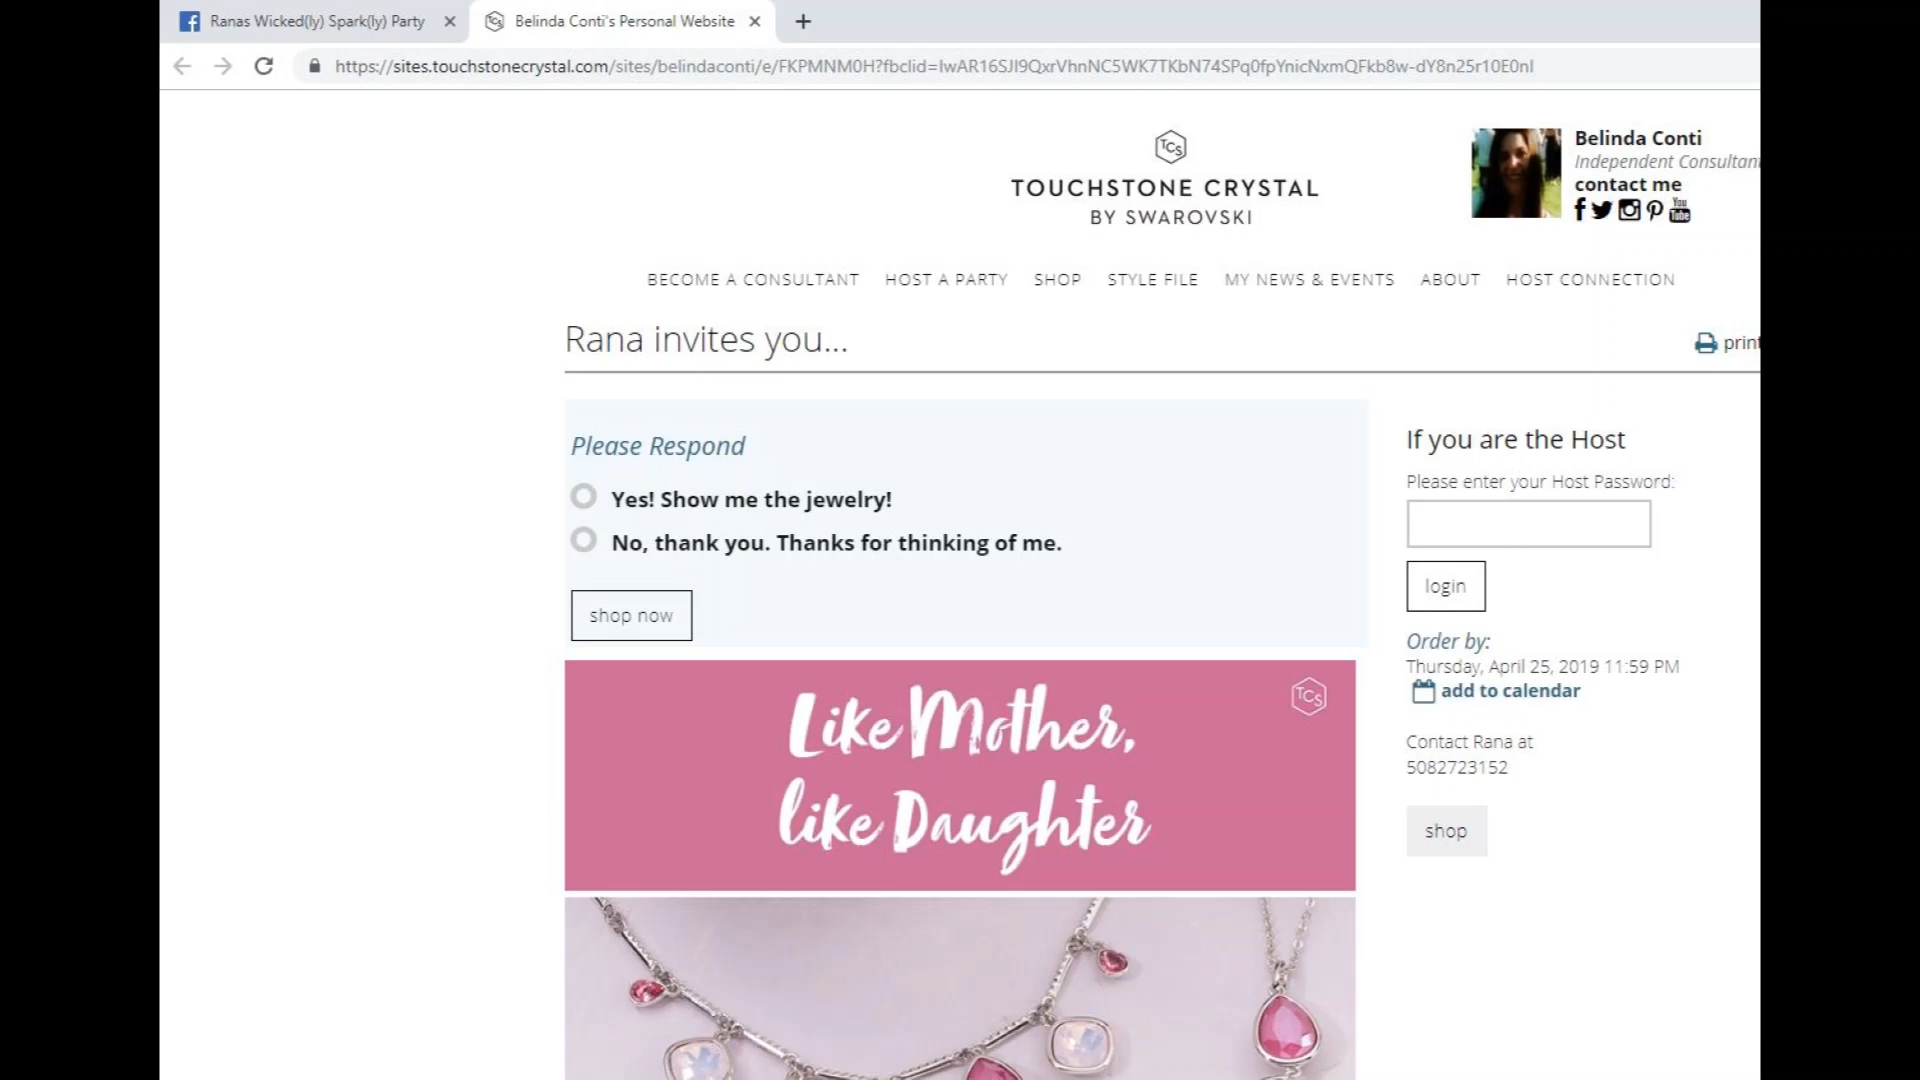 Ranas Wicked(ly) Spark(ly) Party
Belinda Conti's Personal Website
https://sites.touchstonecrystal.com/sites/belindaconti/e/FKPMNM0H?fbclid=IwAR16SJI9QxrVhnNC5WK7TKbN74SPq0fpYnicNxmQFkb8w-dY8n25r10E0nI
TCS
TOUCHSTONE CRYSTAL
BY SWAROVSKI
Belinda Conti
Independent Consultant
contact me
You Tube
BECOME A CONSULTANT HOST A PARTY SHOP STYLE FILE MY NEWS & EVENTS ABOUT HOST CONNECTION
Rana invites you...
print
Please Respond
Yes! Show me the jewelry!
No, thank you. Thanks for thinking of me.
shop now
If you are the Host
Please enter your Host Password:
login
Order by:
Thursday, April 25, 2019 11:59 PM
add to calendar
Contact Rana at
5082723152
shop
TCS
Like Mother,
like Daughter